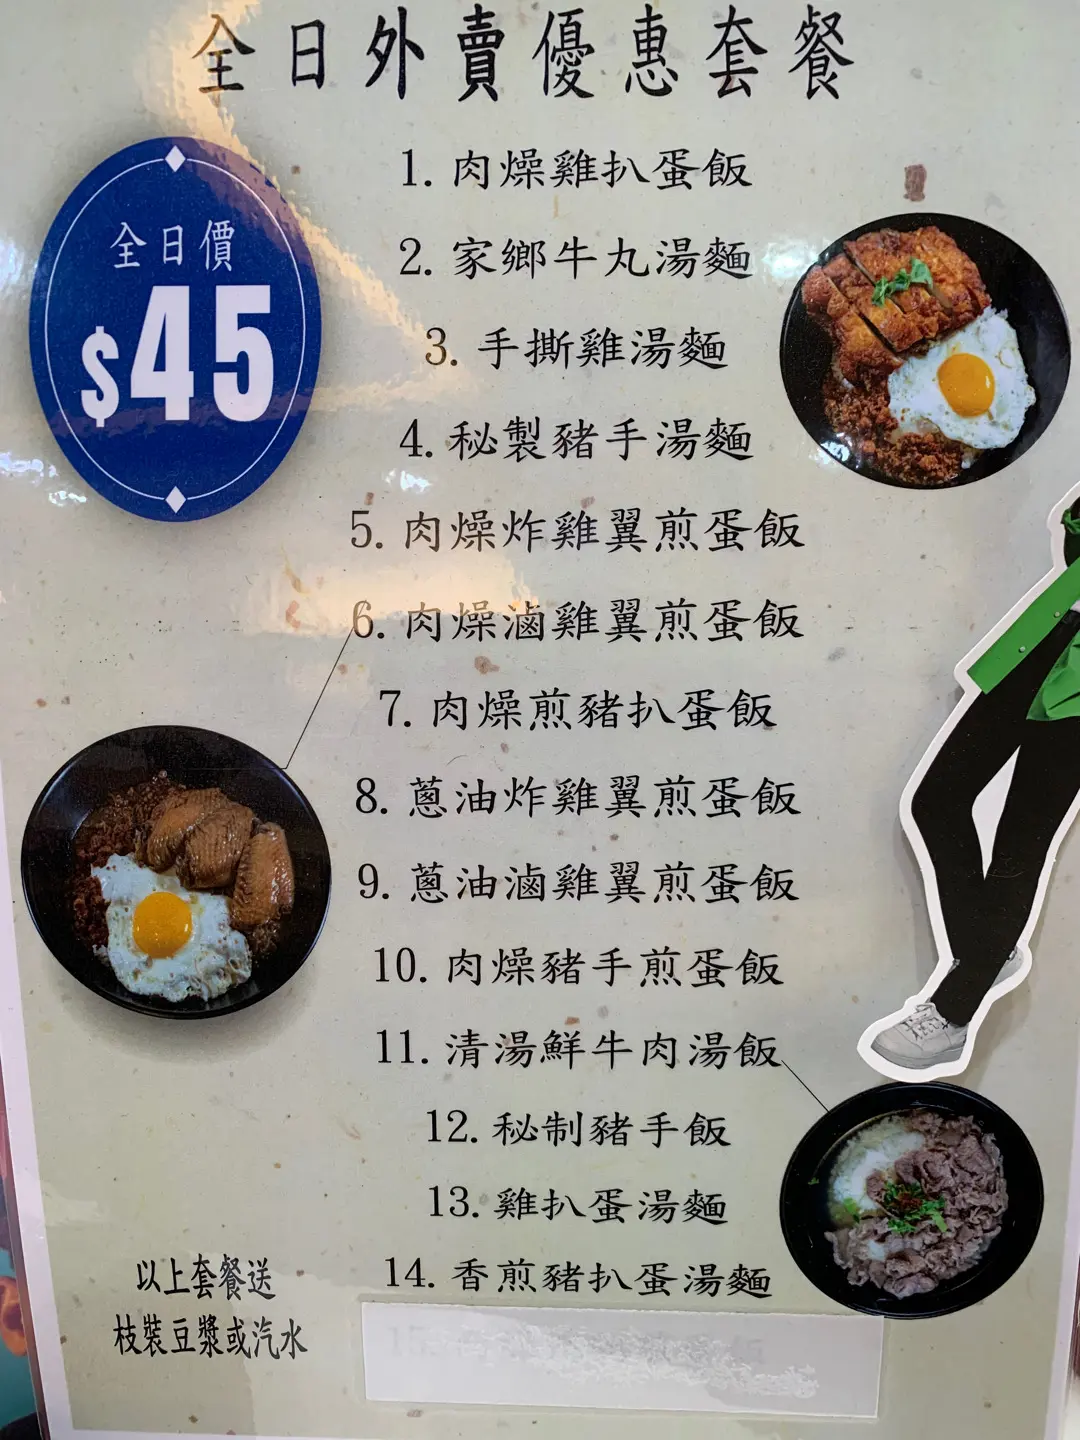 全日外賣優惠套餐
全日價
$45
1. 肉燥雞扒蛋飯
2. 家鄉牛丸湯麵
3. 手撕雞湯麵
4. 秘製豬手湯麵
5. 肉燥炸雞翼煎蛋飯
6. 肉燥滷雞翼煎蛋飯
7. 肉燥煎豬扒蛋飯
8. 蔥油炸雞翼煎蛋飯
9. 蔥油滷雞翼煎蛋飯
10. 肉燥豬手煎蛋飯
11. 清湯鮮牛肉湯飯
12. 秘制豬手飯
13. 雞扒蛋湯麵
14. 香煎豬扒蛋湯麵
以上套餐送
枝裝豆漿或汽水